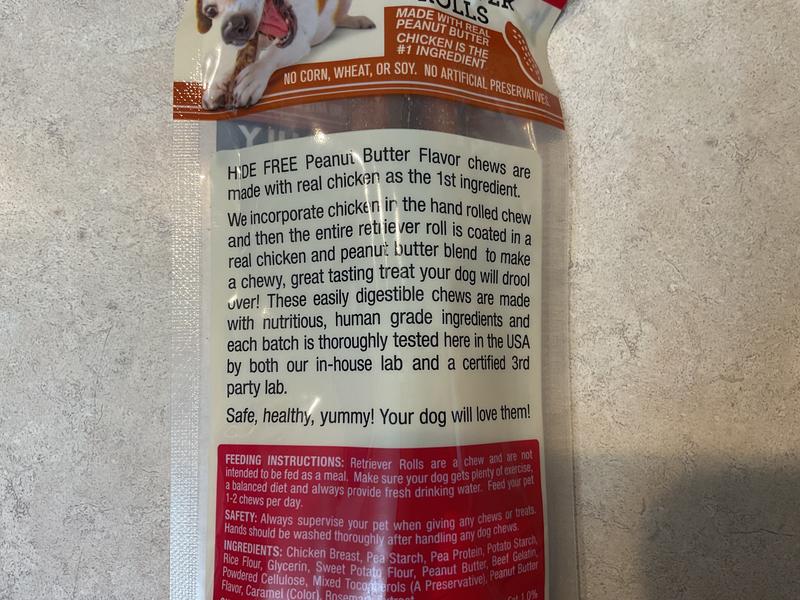 ROLLS
MADE WITH REAL
PEANUT BUTTER
CHICKEN IS THE
#1 INGREDIENT
NO CORN, WHEAT, OR SOY. NO ARTIFICIAL PRESERVATIVES.
HIDE FREE Peanut Butter Flavor chews are
made with real chicken as the 1st ingredient.
We incorporate chicken in the hand rolled chew
and then the entire retriever roll is coated in a
real chicken and peanut butter blend to make
a chewy, great tasting treat your dog will drool
over! These easily digestible chews are made
with nutritious, human grade ingredients and
each batch is thoroughly tested here in the USA
by both our in-house lab and a certified 3rd
party lab.
Safe, healthy, yummy! Your dog will love them!
FEEDING INSTRUCTIONS: Retriever Rolls are a chew and are not
intended to be fed as a meal. Make sure your dog gets plenty of exercise,
a balanced diet and always provide fresh drinking water. Feed your pet
1-2 chews per day.
SAFETY: Always supervise your pet when giving any chews or treats.
Hands should be washed thoroughly after handling any dog chews.
INGREDIENTS: Chicken Breast, Pea Starch, Pea Protein, Potato Starch,
Rice Flour, Glycerin, Sweet Potato Flour, Peanut Butter, Beef Gelatin,
Powdered Cellulose, Mixed Tocopherols (A Preservative), Peanut Butter
Flavor, Caramel (Color), Rosemary Extract
1.0%